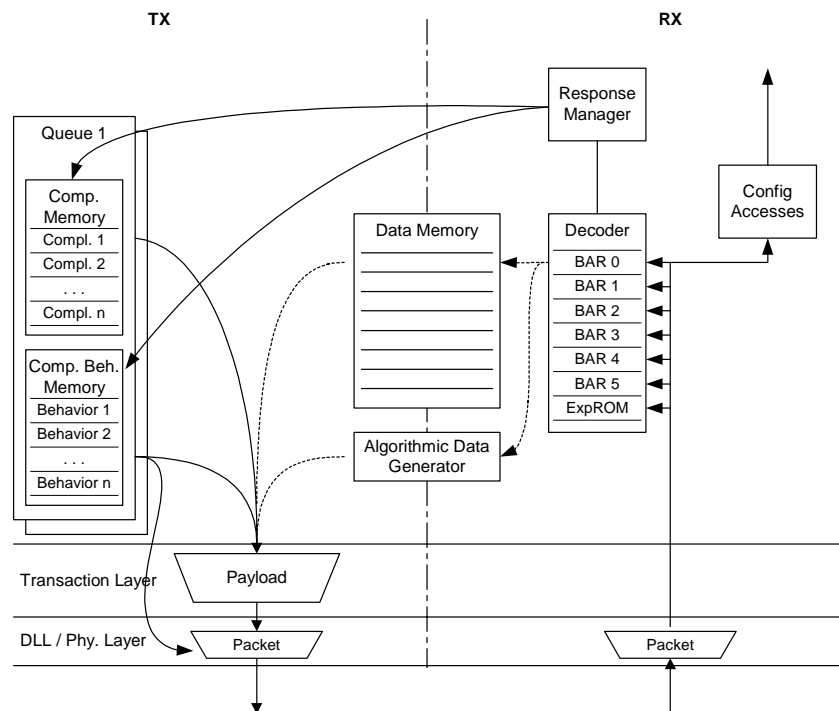 TX
RX
Response
Manager
Queue 1
Comp.
Memory
Compl. 1
Compl. 2
. . .
Compl. n
Comp. Beh.
Memory
Behavior 1
Behavior 2
. . .
Behavior n
Data Memory
Algorithmic Data
Generator
Decoder
BAR 0
BAR 1
BAR 2
BAR 3
BAR 4
BAR 5
ExpROM
Config
Accesses
Transaction Layer
Payload
DLL / Phy. Layer
Packet
Packet